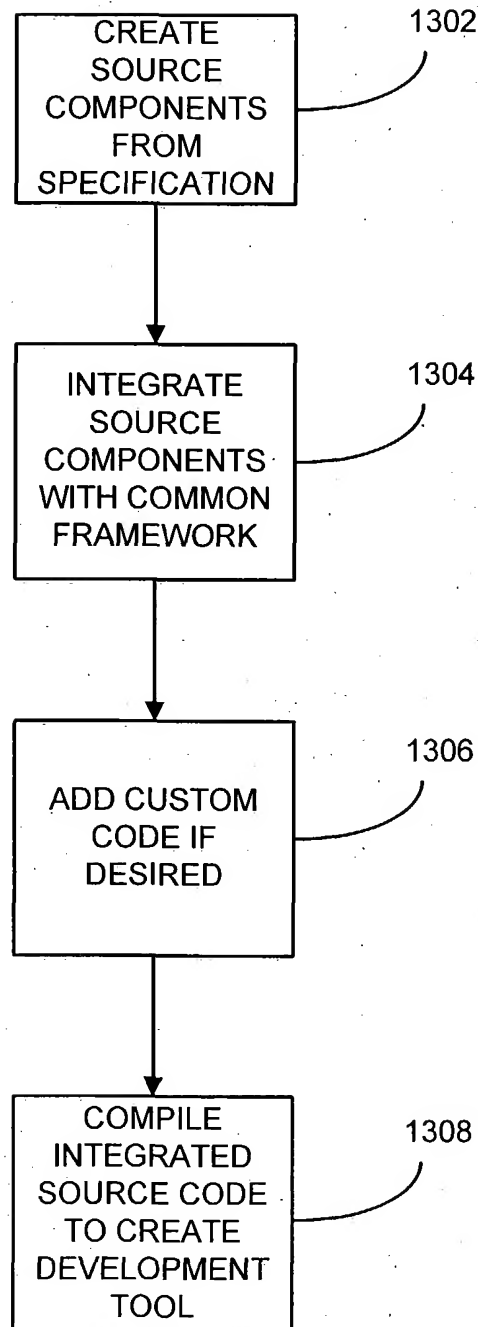 CREATE
SOURCE
COMPONENTS
FROM
SPECIFICATION
1302
INTEGRATE
SOURCE
COMPONENTS
WITH COMMON
FRAMEWORK
1304
ADD CUSTOM
CODE IF
DESIRED
1306
COMPILE
INTEGRATED
SOURCE CODE
TO CREATE
DEVELOPMENT
TOOL
1308